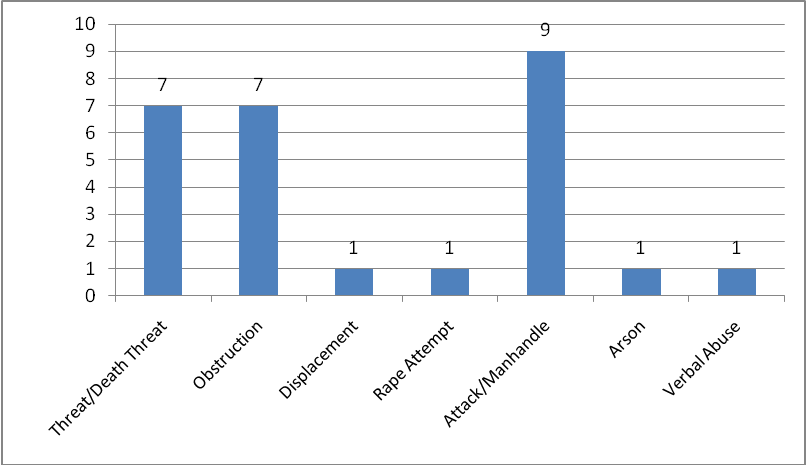 10
9
8
7
6
5
4
3
2
1
0
7
7
1
1
9
1
1
Threat/Death Threat
Obstruction
Displacement
Rape Attempt
Attack/Manhandle
Arson
Verbal Abuse